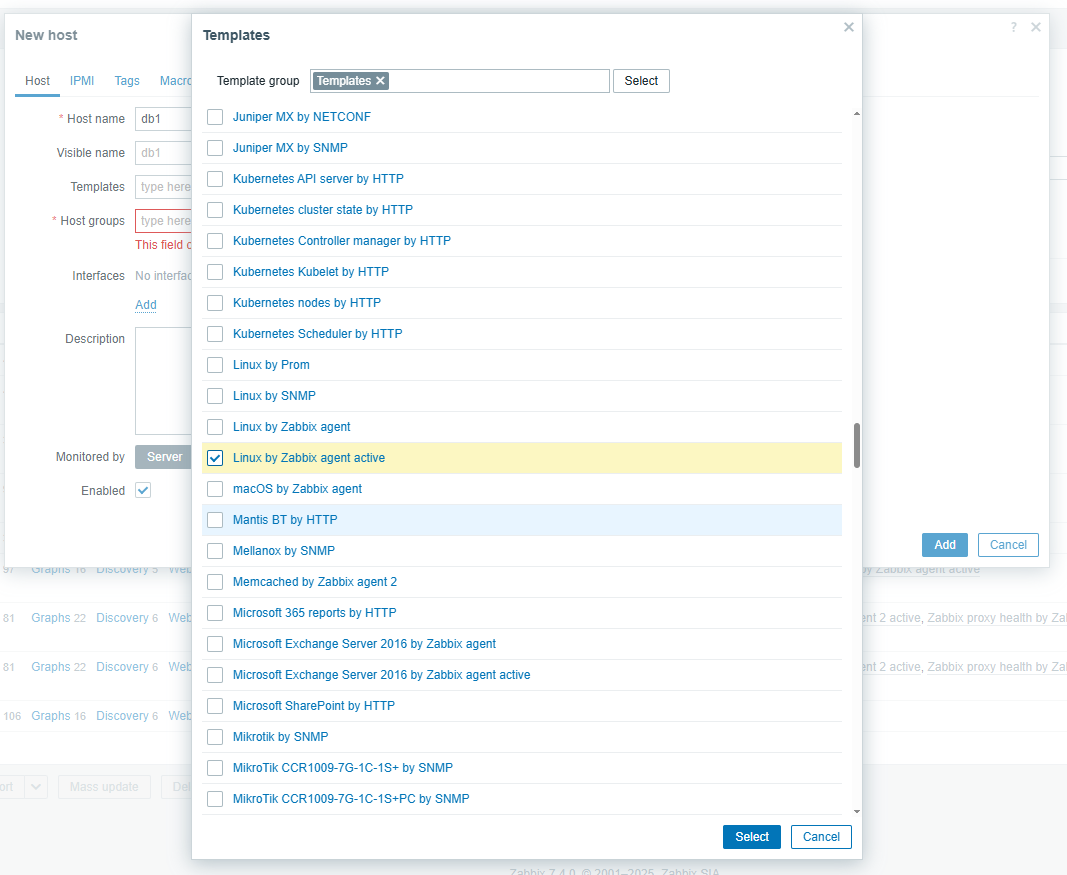 New host
Host IPMI Tags Macro
* Host name db1
Visible name db1
Templates type here
* Host groups type here
This field
Interfaces No interfac
Add
Description
Monitored by Server
Enabled
? ×
Add Cancel
Templates
Template group Templates × Select
Juniper MX by NETCONF
Juniper MX by SNMP
Kubernetes API server by HTTP
Kubernetes cluster state by HTTP
Kubernetes Controller manager by HTTP
Kubernetes Kubelet by HTTP
Kubernetes nodes by HTTP
Kubernetes Scheduler by HTTP
Linux by Prom
Linux by SNMP
Linux by Zabbix agent
Linux by Zabbix agent active
macOS by Zabbix agent
Mantis BT by HTTP
Mellanox by SNMP
Memcached by Zabbix agent 2
Microsoft 365 reports by HTTP
Microsoft Exchange Server 2016 by Zabbix agent
Microsoft Exchange Server 2016 by Zabbix agent active
Microsoft SharePoint by HTTP
Mikrotik by SNMP
MikroTik CCR1009-7G-1C-1S+ by SNMP
MikroTik CCR1009-7G-1C-1S+PC by SNMP
Select Cancel
97 Graphs 16 Discovery 5 Web by Zabbix agent active
81 Graphs 22 Discovery 6 Web ent 2 active, Zabbix proxy health by Za
81 Graphs 22 Discovery 6 Web ent 2 active, Zabbix proxy health by Za
106 Graphs 16 Discovery 6 Web
ort Mass update Del
Zabbix 7.4.0. © 2001–2025, Zabbix SIA